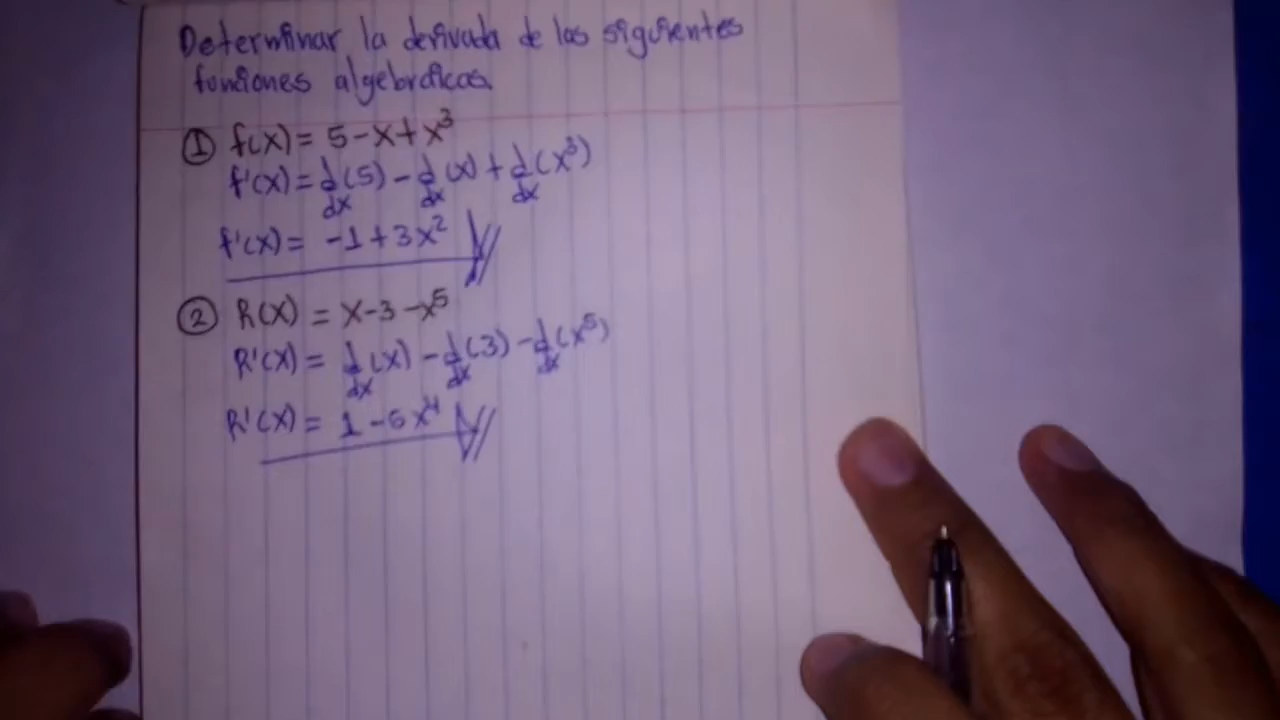 Determinar la derivada de las siguientes
funciones algebraicas.
① f(x) = 5 - x + x³
f'(x) = d/dx (5) - d/dx (x) + d/dx (x³)
f'(x) = -1 + 3x²
② R(x) = x - 3 - x⁵
R'(x) = d/dx (x) - d/dx (3) - d/dx (x⁵)
R'(x) = 1 - 5x⁴